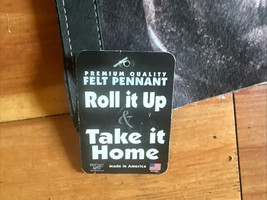 PREMIUM QUALITY
FELT PENNANT
Roll it Up
&
Take it
Home
made in America